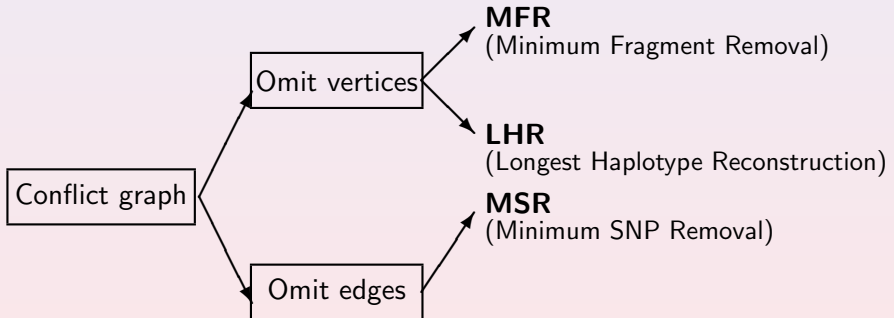 MFR
(Minimum Fragment Removal)
Omit vertices
LHR
(Longest Haplotype Reconstruction)
Conflict graph
MSR
(Minimum SNP Removal)
Omit edges